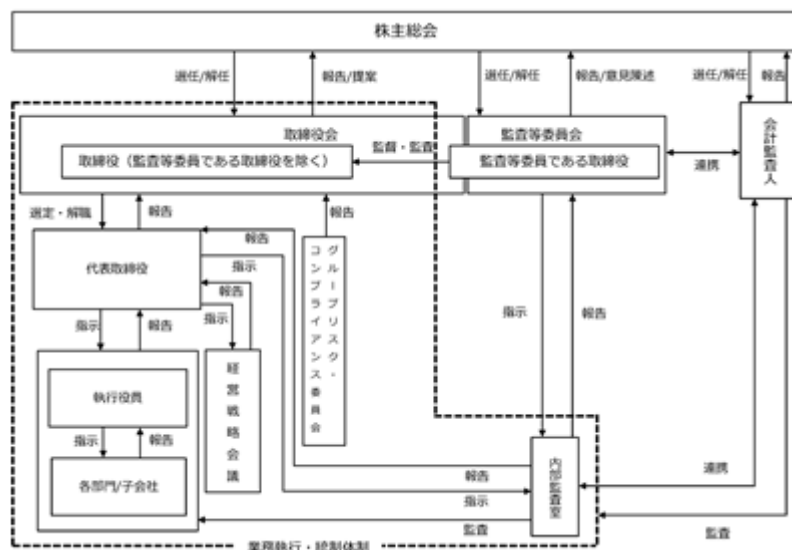 株主総会
選任/解任
報告/提案
選任/解任
報告/意見陳述
選任/解任
報告
取締役会
監査等委員会
会計監査人
取締役（監査等委員である取締役を除く）
監督・監査
監査等委員である取締役
連携
選定・解職
報告
報告
報告
代表取締役
指示
報告
指示
グループリスク・
コンプライアンス委員会
指示
報告
指示
報告
経営戦略会議
執行役員
指示
報告
各部門/子会社
内部監査室
報告
指示
監査
連携
監査
業務執行・統制体制